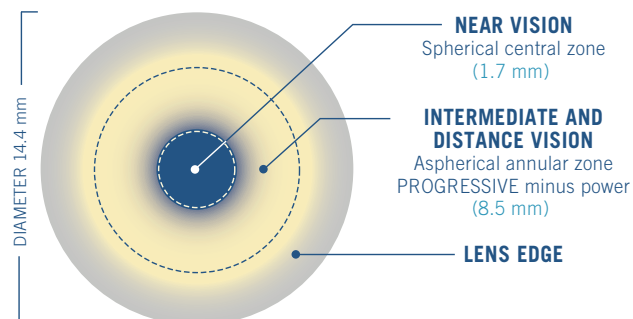 DIAMETER 14.4 mm
NEAR VISION
Spherical central zone
(1.7 mm)
INTERMEDIATE AND
DISTANCE VISION
Aspherical annular zone
PROGRESSIVE minus power
(8.5 mm)
LENS EDGE